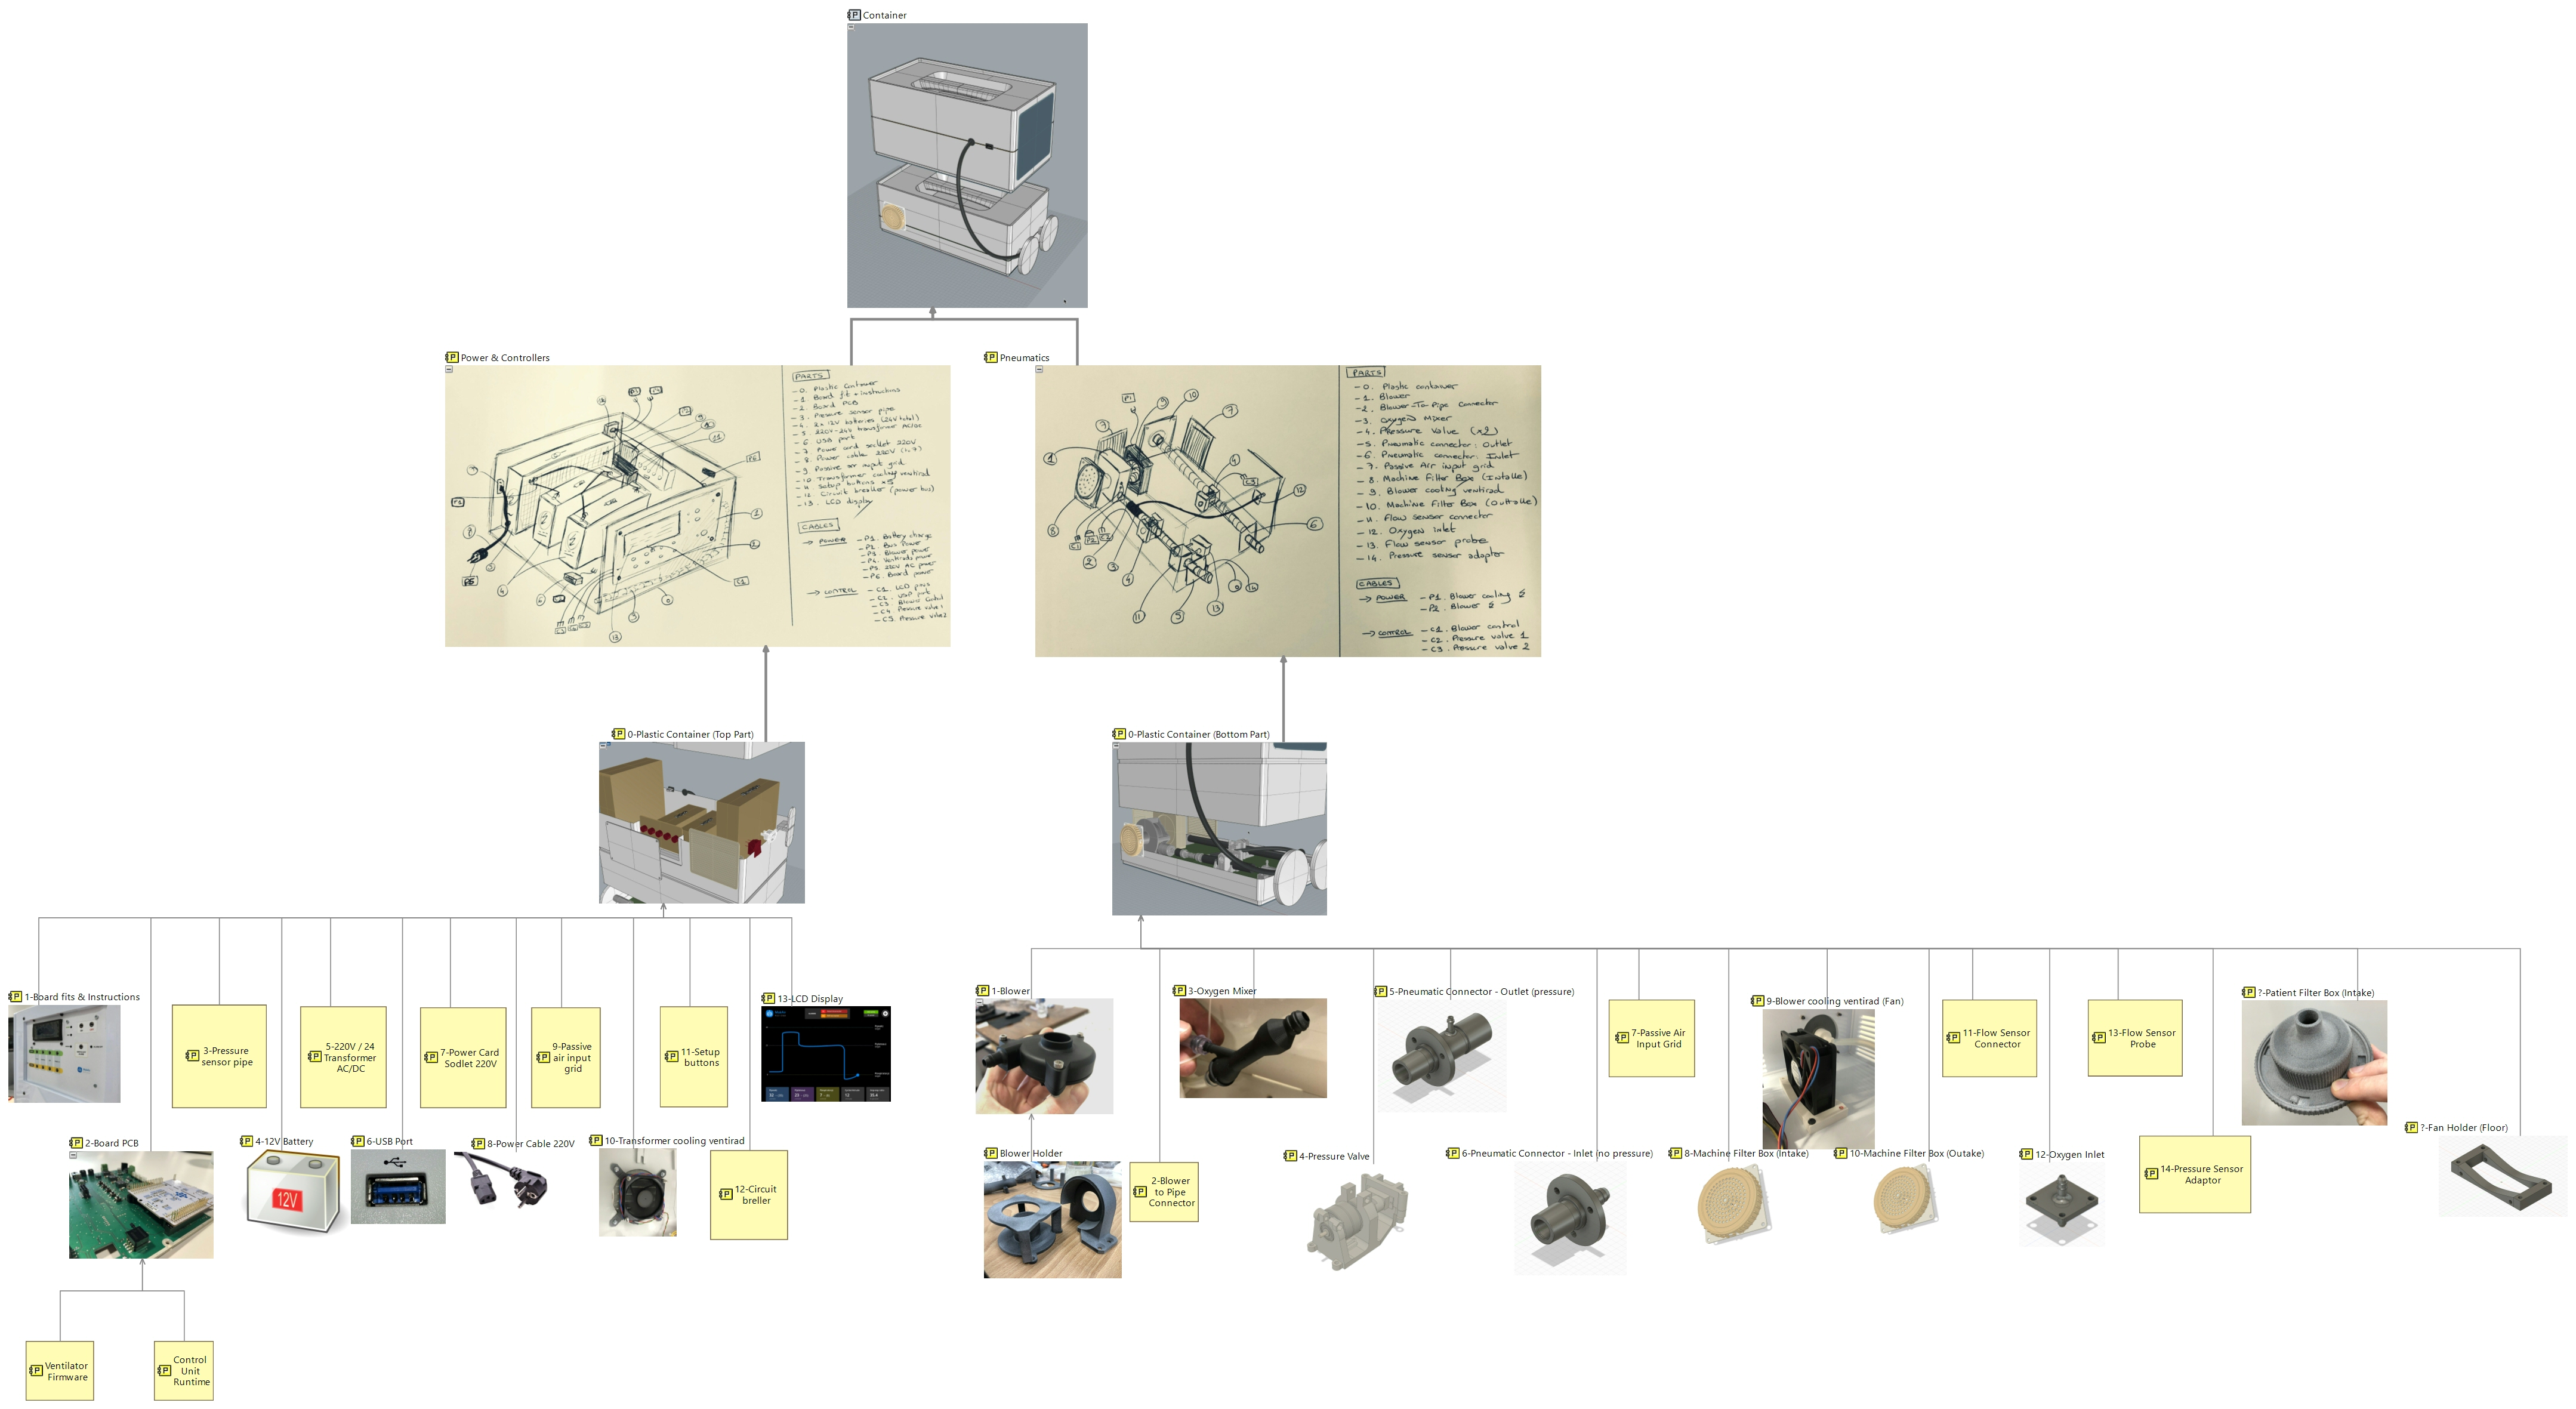 Container
Power & Controllers
PARTS
-0. Plastic Container
-1. Board fit + instructions
-2. Board PCB
-3. Pressure sensor pipe
-4. 2x 12V batteries (24V total)
-5. 220V-24V transformer AC/DC
-6 USB port
-7 Power card socket 220V
-8. Power cable 220V
-9. Passive air input grid
-10 Transformer cooling ventirad
-11 Setup buttons x5
-12 Circuit breaker (power bus)
-13. LCD display
CABLES
→ POWER
-P1. Battery charge
-P2 Bus Power
-P3 Blower power
-P4. Ventirads power
-P5. 220V AC power
-P6. Board power
→ CONTROL
-C1. LCD
-C3. Blower Control
-C4 Pressure valve 1
-C5. Pressure valve 2
Pneumatics
PARTS
-0. Plastic container
-1. Blower
-2. Blower-To-Pipe Connector
-3. Oxygen Mixer
-4. Pressure Valve (x2)
-5. Pneumatic connector: Outlet
-6. Pneumatic connector: Inlet
-7. Passive Air input grid
-8. Machine Filter Box (Intake)
-9. Blower cooling ventirad
-10. Machine Filter Box (Outtake)
-11. Flow sensor connector
-12. Oxygen inlet
-13. Flow sensor probe
-14. Pressure sensor adaptor
CABLES
→ POWER
-P1. Blower cooling
-P2. Blower
→ CONTROL
-C1. Blower control
-C2. Pressure valve 1
-C3. Pressure valve 2
0-Plastic Container (Top Part)
0-Plastic Container (Bottom Part)
1-Board fits & Instructions
3-Pressure
sensor pipe
5-220V / 24
Transformer
AC/DC
7-Power Card
Sodlet 220V
9-Passive
air input
grid
11-Setup
buttons
13-LCD Display
2-Board PCB
4-12V Battery
12V
6-USB Port
8-Power Cable 220V
10-Transformer cooling ventirad
12-Circuit
breller
Ventilator
Firmware
Control
Unit
Runtime
1-Blower
3-Oxygen Mixer
5-Pneumatic Connector - Outlet (pressure)
7-Passive Air
Input Grid
9-Blower cooling ventirad (Fan)
11-Flow Sensor
Connector
13-Flow Sensor
Probe
?-Patient Filter Box (Intake)
Blower Holder
2-Blower
to Pipe
Connector
4-Pressure Valve
6-Pneumatic Connector - Inlet (no pressure)
8-Machine Filter Box (Intake)
10-Machine Filter Box (Outake)
12-Oxygen Inlet
14-Pressure Sensor
Adaptor
?-Fan Holder (Floor)